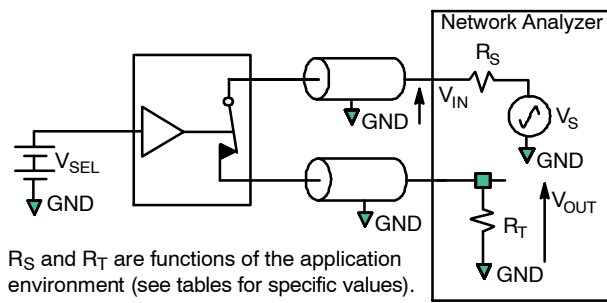 Network Analyzer
R_S
V_IN
GND
V_S
V_SEL
GND
GND
GND
V_OUT
R_T
GND
GND
R_S and R_T are functions of the application
environment (see tables for specific values).